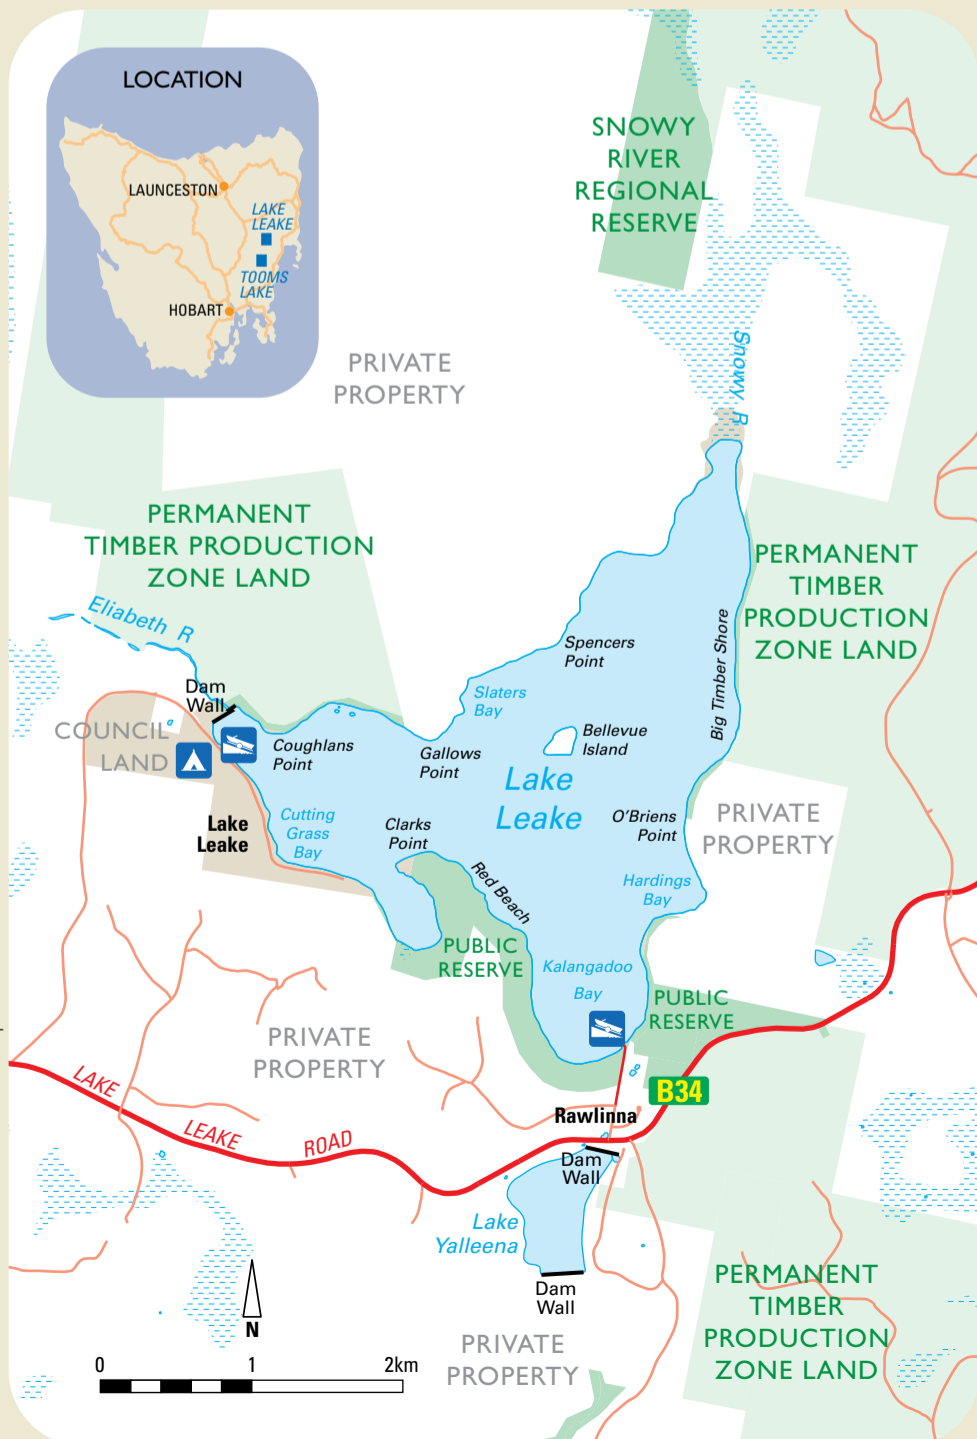 LOCATION
LAUNCESTON
LAKE
LEAKE
TOOMS
LAKE
HOBART
SNOWY
RIVER
REGIONAL
RESERVE
PRIVATE
PROPERTY
Snowy R
PERMANENT
TIMBER PRODUCTION
ZONE LAND
PERMANENT
TIMBER
PRODUCTION
ZONE LAND
Eliabeth R
Spencers
Point
Big Timber Shore
Dam
Wall
Slaters
Bay
COUNCIL
LAND
Coughlans
Point
Gallows
Point
Bellevue
Island
Lake
Leake
Lake
Leake
Cutting
Grass
Bay
Clarks
Point
O'Briens
Point
PRIVATE
PROPERTY
Red Beach
Hardings
Bay
PUBLIC
RESERVE
Kalangadoo
Bay
PUBLIC
RESERVE
PRIVATE
PROPERTY
LAKE LEAKE ROAD
B34
Rawlinna
Dam
Wall
Lake
Yalleena
Dam
Wall
PERMANENT
TIMBER
PRODUCTION
ZONE LAND
PRIVATE
PROPERTY
N
0 1 2km